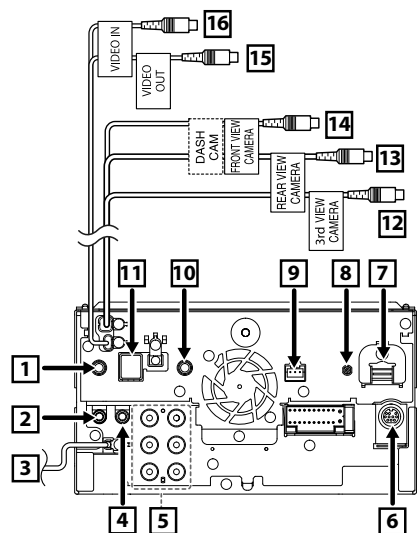 16
VIDEO IN
15
VIDEO
OUT
14
DASH
CAM
FRONT VIEW
CAMERA
13
REAR VIEW
CAMERA
12
3rd VIEW
CAMERA
11
10
9
8
7
1
2
3
4
5
6